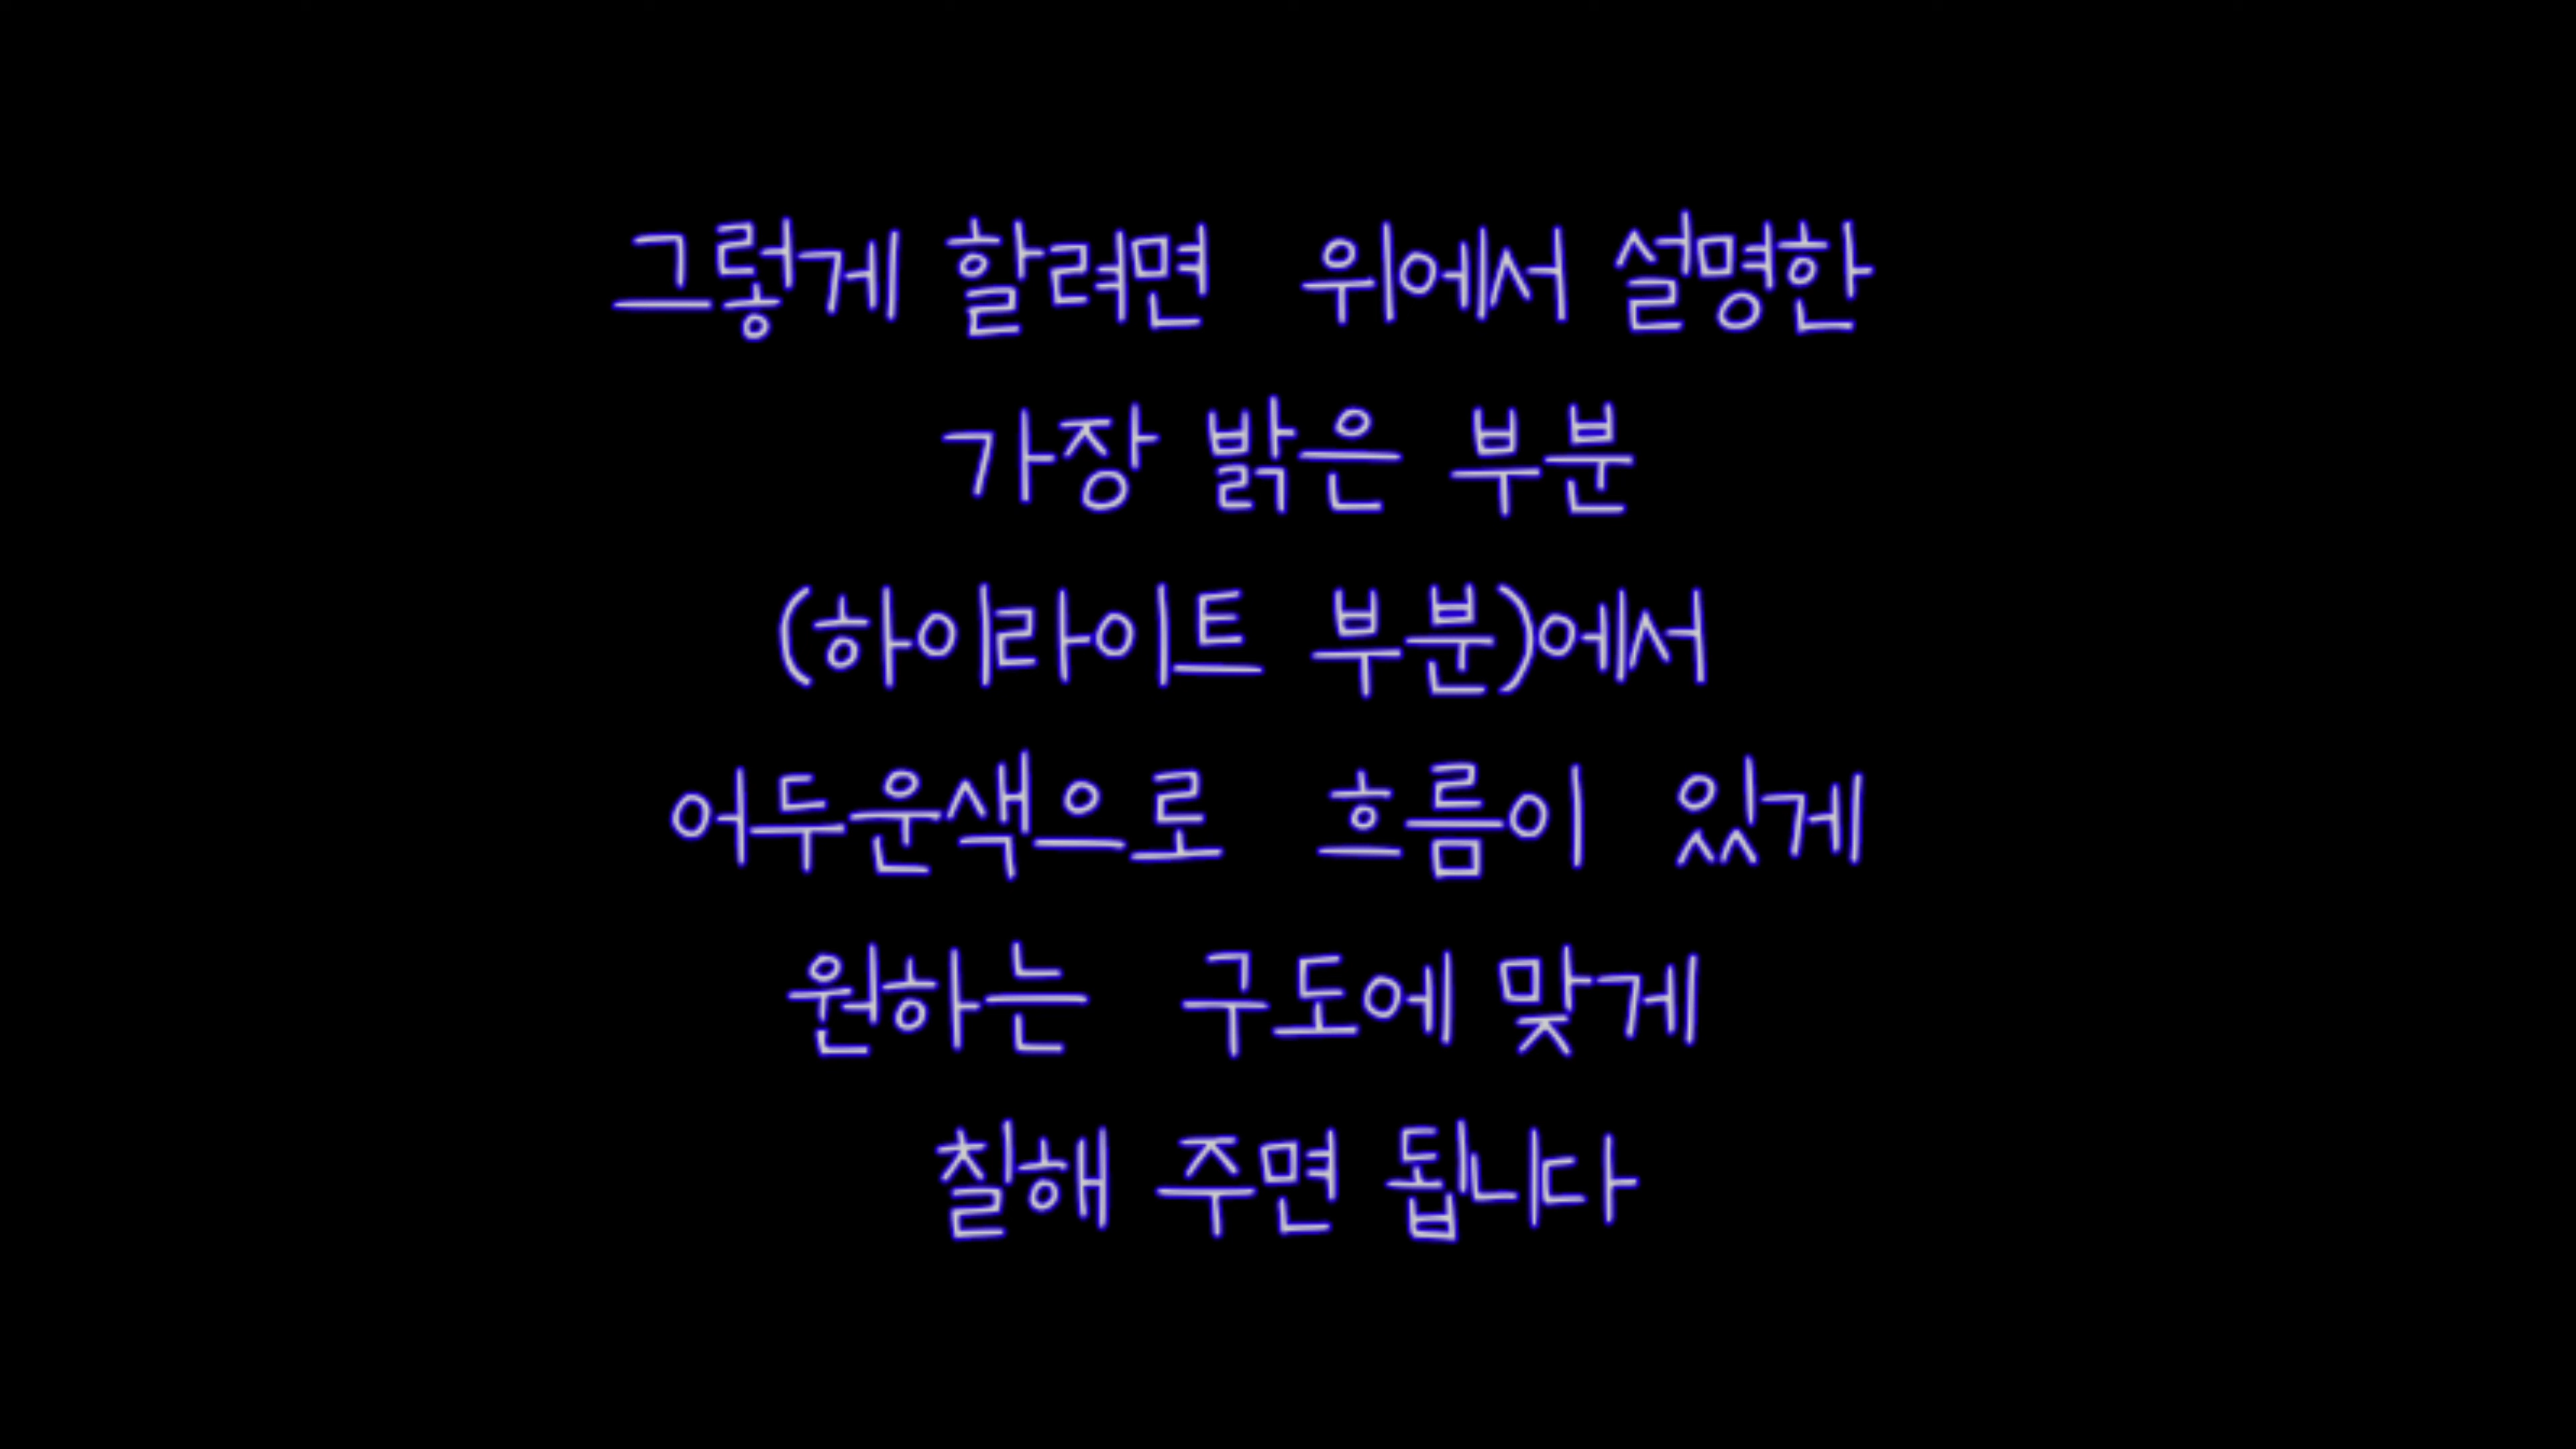 그렇게 할려면 위에서 설명한
가장 밝은 부분
(하이라이트 부분)에서
어두운색으로 흐름이 있게
원하는 구도에 맞게
칠해 주면 됩니다